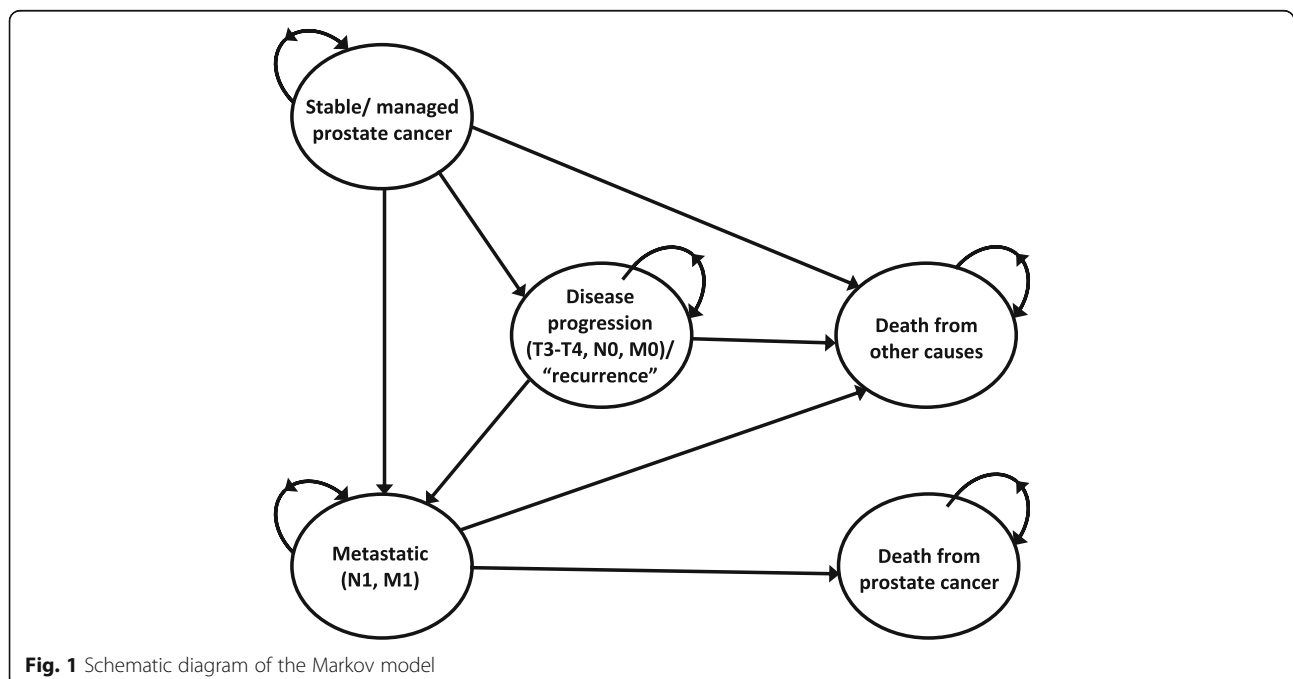 Stable/ managed
prostate cancer
Disease
progression
(T3-T4, N0, M0)/
“recurrence”
Death from
other causes
Metastatic
(N1, M1)
Death from
prostate cancer
Fig. 1 Schematic diagram of the Markov model